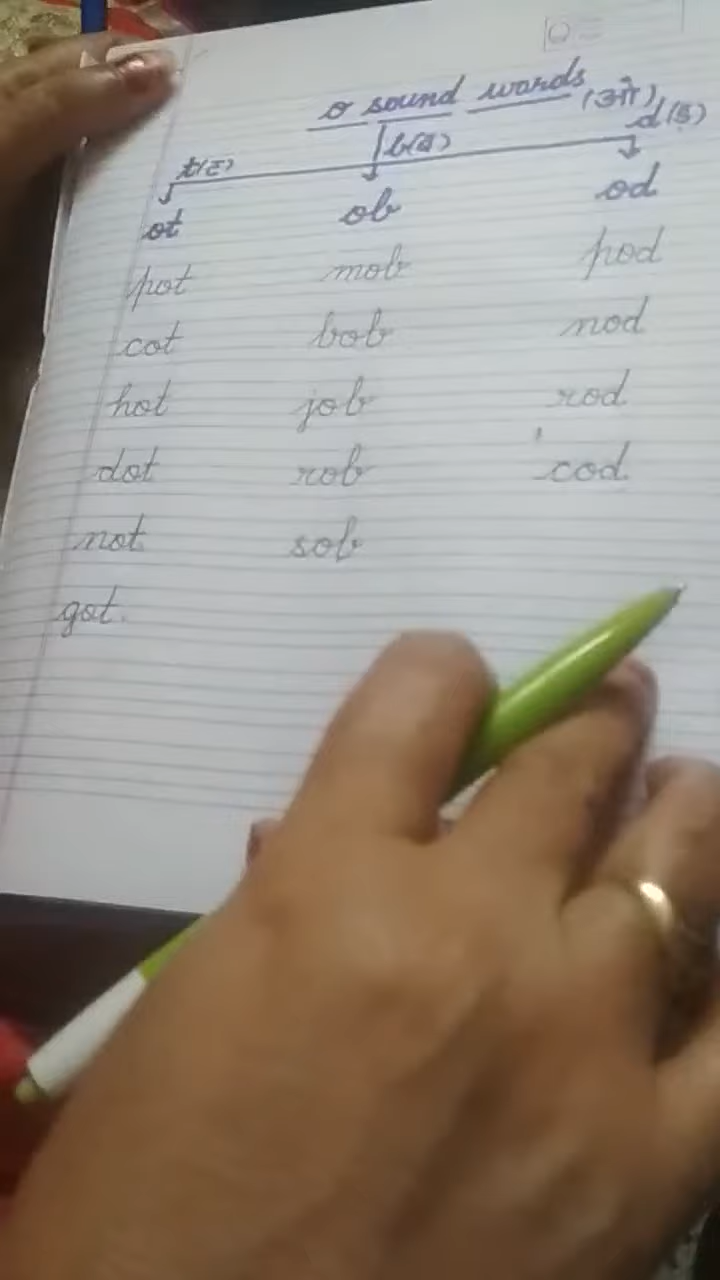 o sound words (ऑ)
t(ट) b(ब) d(ड)
ot ob od
pot mob pod
cot bob nod
hot job rod
dot rob cod
not sob
got.